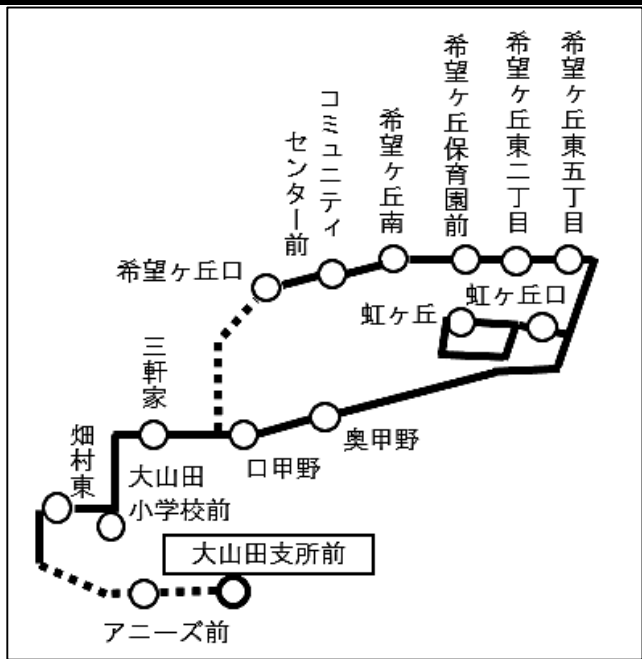 希望ヶ丘東五丁目
希望ヶ丘東二丁目
希望ヶ丘保育園前
希望ヶ丘南
コミュニティ
センター前
希望ヶ丘口
虹ヶ丘口
虹ヶ丘
三軒家
畑村東
大山田
小学校前
口甲野
奥甲野
大山田支所前
アニーズ前